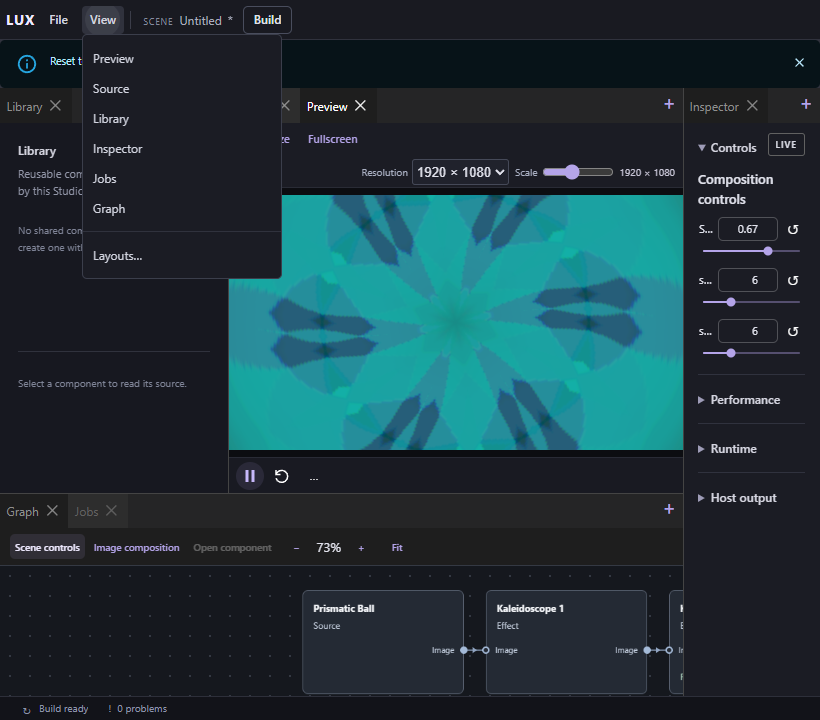 LUX File View SCENE Untitled * Build
Reset t
Preview
Source
Library
Inspector
Jobs
Graph
Layouts...
Library
Preview
Inspector
Library
Reusable com
by this Studio
No shared com
create one with
Select a component to read its source.
ze Fullscreen
Resolution 1920 × 1080 Scale 1920 × 1080
...
Controls LIVE
Composition
controls
S... 0.67
s... 6
s... 6
Performance
Runtime
Host output
Graph Jobs
Scene controls Image composition Open component − 73% + Fit
Prismatic Ball
Source
Image
Kaleidoscope 1
Effect
Image Image
Build ready ! 0 problems